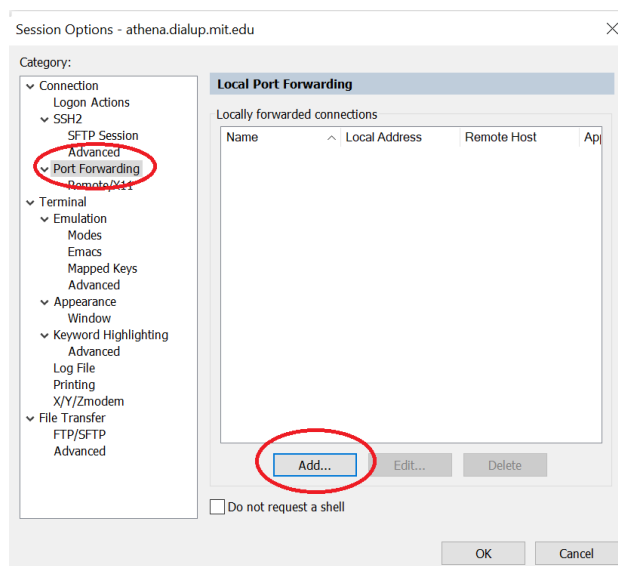 Session Options - athena.dialup.mit.edu
Category:
Connection
Logon Actions
SSH2
SFTP Session
Advanced
Port Forwarding
Remote/X11
Terminal
Emulation
Modes
Emacs
Mapped Keys
Advanced
Appearance
Window
Keyword Highlighting
Advanced
Log File
Printing
X/Y/Zmodem
File Transfer
FTP/SFTP
Advanced
Local Port Forwarding
Locally forwarded connections
Name Local Address Remote Host
Add... Edit... Delete
Do not request a shell
OK Cancel